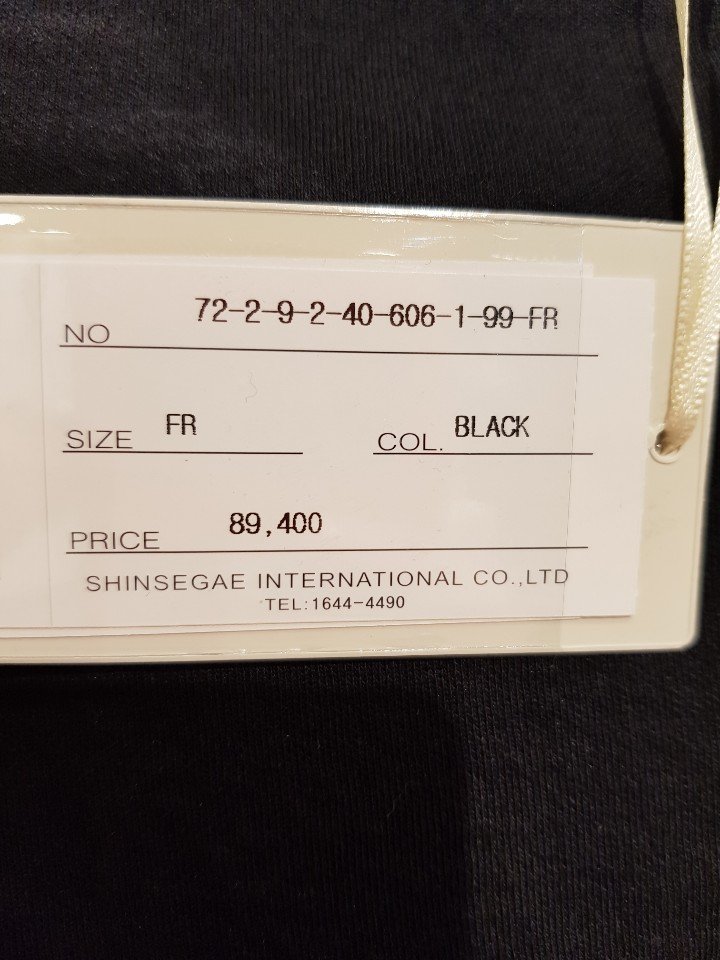 NO 72-2-9-2-40-606-1-99-FR
SIZE FR COL. BLACK
PRICE 89,400
SHINSEGAE INTERNATIONAL CO.,LTD
TEL:1644-4490